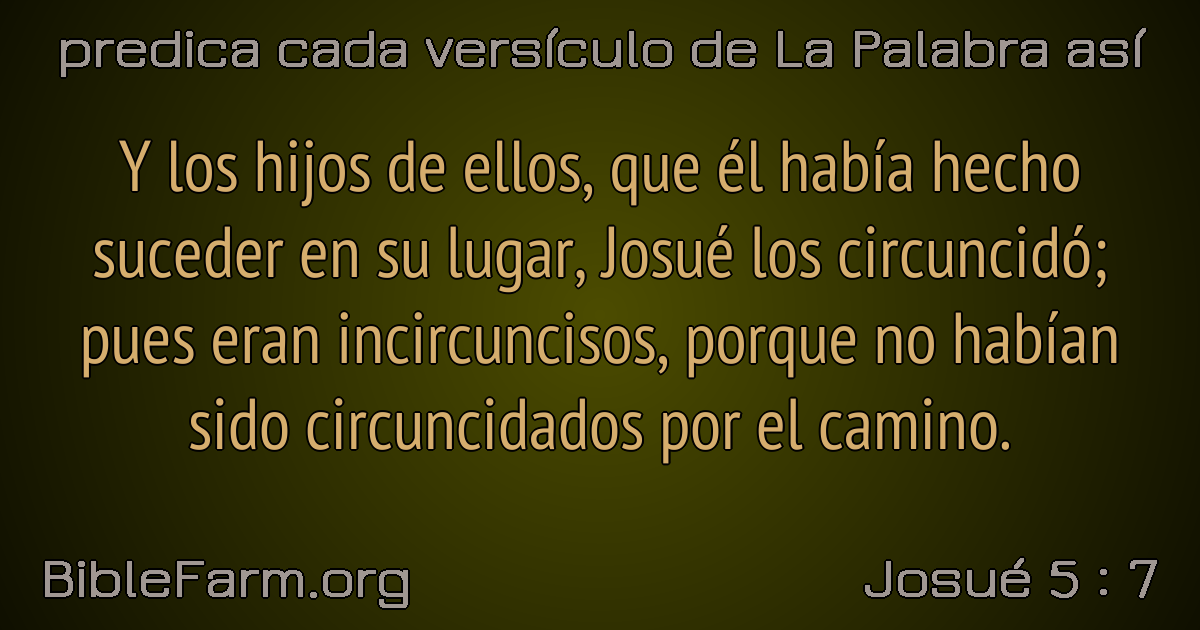 predica cada versículo de La Palabra así
Y los hijos de ellos, que él había hecho
suceder en su lugar, Josué los circuncidó;
pues eran incircuncisos, porque no habían
sido circuncidados por el camino.
BibleFarm.org
Josué 5 : 7